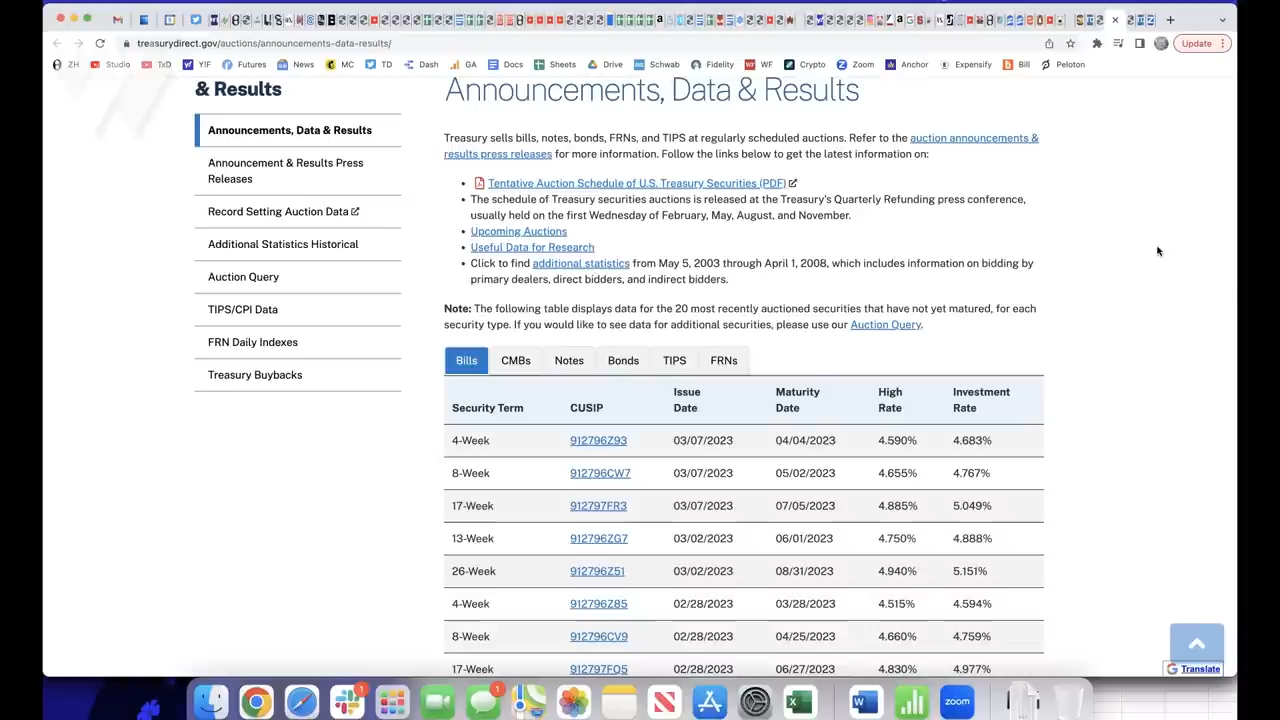 treasurydirect.gov/auctions/announcements-data-results/
Update
ZH Studio TxD YIF Futures News MC TD Dash GA Docs Sheets Drive Schwab Fidelity WF Crypto Zoom Anchor Expensify Bill Peloton
& Results
Announcements, Data & Results
Announcement & Results Press
Releases
Record Setting Auction Data
Additional Statistics Historical
Auction Query
TIPS/CPI Data
FRN Daily Indexes
Treasury Buybacks
Announcements, Data & Results
Treasury sells bills, notes, bonds, FRNs, and TIPS at regularly scheduled auctions. Refer to the auction announcements &
results press releases for more information. Follow the links below to get the latest information on:
• Tentative Auction Schedule of U.S. Treasury Securities (PDF)
• The schedule of Treasury securities auctions is released at the Treasury's Quarterly Refunding press conference,
usually held on the first Wednesday of February, May, August, and November.
• Upcoming Auctions
• Useful Data for Research
• Click to find additional statistics from May 5, 2003 through April 1, 2008, which includes information on bidding by
primary dealers, direct bidders, and indirect bidders.
Note: The following table displays data for the 20 most recently auctioned securities that have not yet matured, for each
security type. If you would like to see data for additional securities, please use our Auction Query.
Bills CMBs Notes Bonds TIPS FRNs
Security Term CUSIP Issue Date Maturity Date High Rate Investment Rate
4-Week 912796Z93 03/07/2023 04/04/2023 4.590% 4.683%
8-Week 912796CW7 03/07/2023 05/02/2023 4.655% 4.767%
17-Week 912797FR3 03/07/2023 07/05/2023 4.885% 5.049%
13-Week 912796ZG7 03/02/2023 06/01/2023 4.750% 4.888%
26-Week 912796Z51 03/02/2023 08/31/2023 4.940% 5.151%
4-Week 912796Z85 02/28/2023 03/28/2023 4.515% 4.594%
8-Week 912796CV9 02/28/2023 04/25/2023 4.660% 4.759%
17-Week 912797FQ5 02/28/2023 06/27/2023 4.830% 4.977%
Translate
1
1
zoom